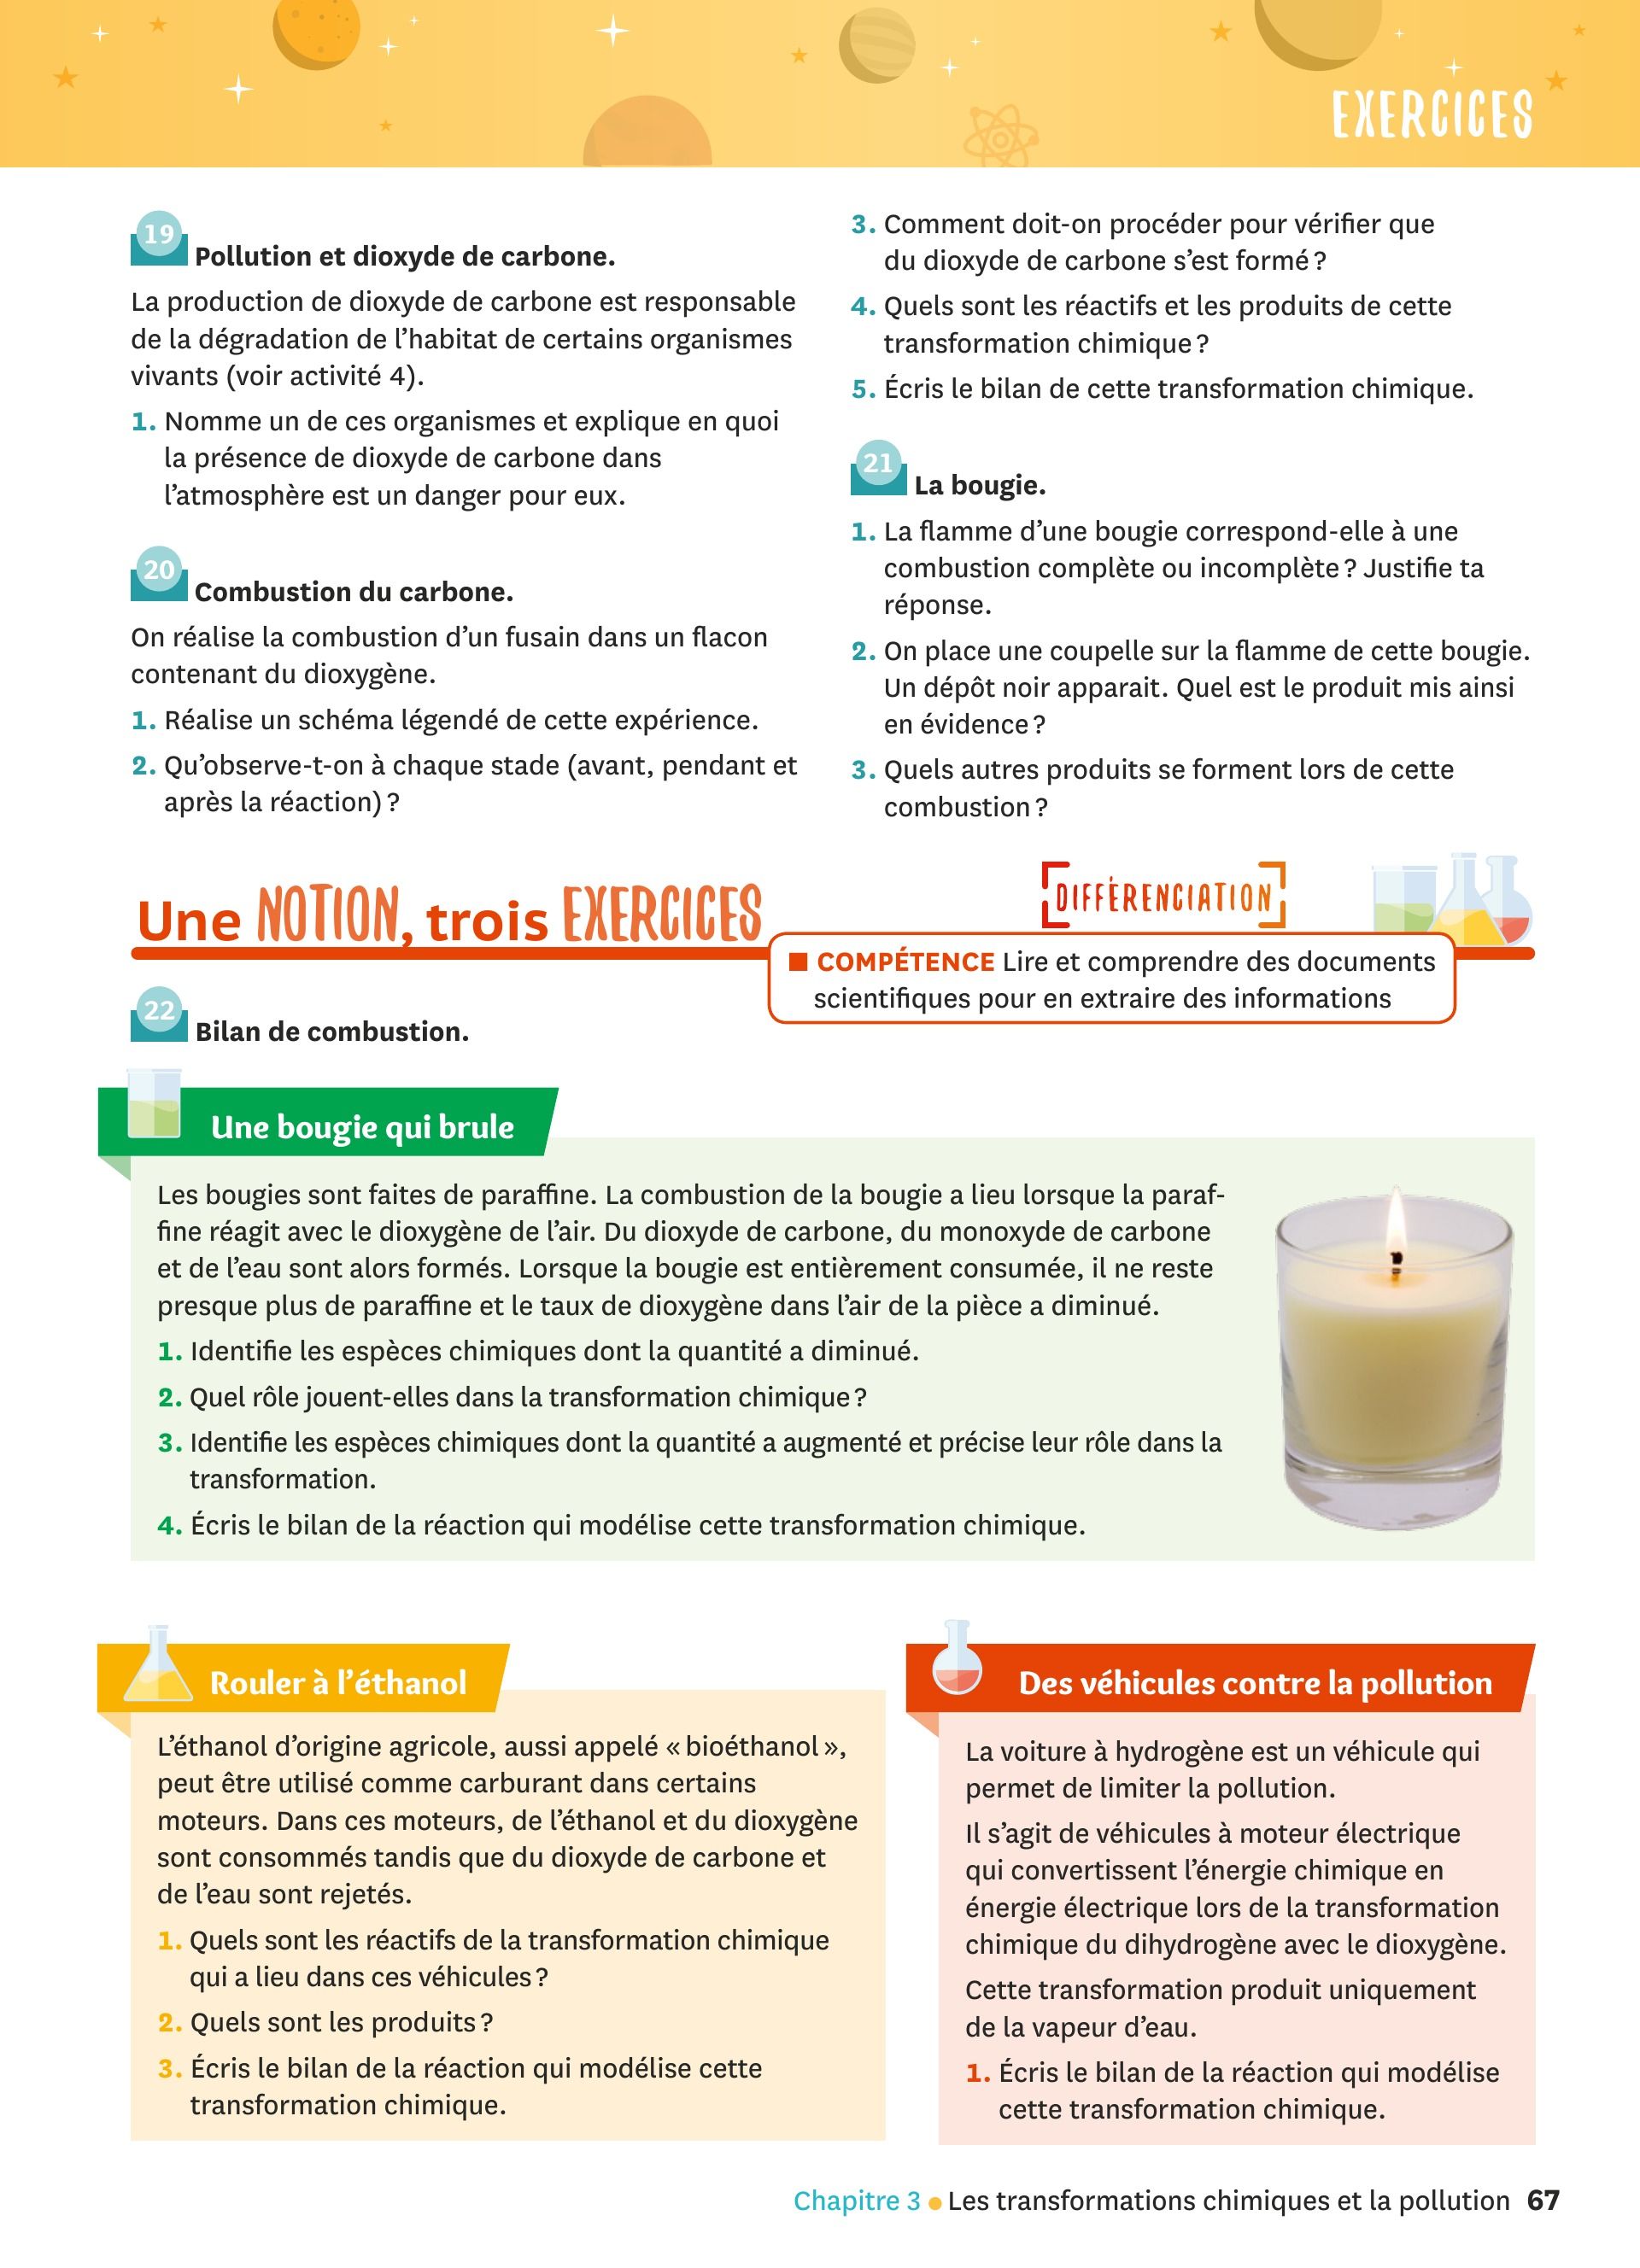 EXERCICES
19 Pollution et dioxyde de carbone.
La production de dioxyde de carbone est responsable
de la dégradation de l’habitat de certains organismes
vivants (voir activité 4).
1. Nomme un de ces organismes et explique en quoi
la présence de dioxyde de carbone dans
l’atmosphère est un danger pour eux.
20 Combustion du carbone.
On réalise la combustion d’un fusain dans un flacon
contenant du dioxygène.
1. Réalise un schéma légendé de cette expérience.
2. Qu’observe-t-on à chaque stade (avant, pendant et
après la réaction) ?
3. Comment doit-on procéder pour vérifier que
du dioxyde de carbone s’est formé ?
4. Quels sont les réactifs et les produits de cette
transformation chimique ?
5. Écris le bilan de cette transformation chimique.
21 La bougie.
1. La flamme d’une bougie correspond-elle à une
combustion complète ou incomplète ? Justifie ta
réponse.
2. On place une coupelle sur la flamme de cette bougie.
Un dépôt noir apparait. Quel est le produit mis ainsi
en évidence ?
3. Quels autres produits se forment lors de cette
combustion ?
Une NOTION, trois EXERCICES
DIFFÉRENCIATION
COMPÉTENCE Lire et comprendre des documents
scientifiques pour en extraire des informations
22 Bilan de combustion.
Une bougie qui brule
Les bougies sont faites de paraffine. La combustion de la bougie a lieu lorsque la paraf-
fine réagit avec le dioxygène de l’air. Du dioxyde de carbone, du monoxyde de carbone
et de l’eau sont alors formés. Lorsque la bougie est entièrement consumée, il ne reste
presque plus de paraffine et le taux de dioxygène dans l’air de la pièce a diminué.
1. Identifie les espèces chimiques dont la quantité a diminué.
2. Quel rôle jouent-elles dans la transformation chimique ?
3. Identifie les espèces chimiques dont la quantité a augmenté et précise leur rôle dans la
transformation.
4. Écris le bilan de la réaction qui modélise cette transformation chimique.
Rouler à l’éthanol
L’éthanol d’origine agricole, aussi appelé « bioéthanol »,
peut être utilisé comme carburant dans certains
moteurs. Dans ces moteurs, de l’éthanol et du dioxygène
sont consommés tandis que du dioxyde de carbone et
de l’eau sont rejetés.
1. Quels sont les réactifs de la transformation chimique
qui a lieu dans ces véhicules ?
2. Quels sont les produits ?
3. Écris le bilan de la réaction qui modélise cette
transformation chimique.
Des véhicules contre la pollution
La voiture à hydrogène est un véhicule qui
permet de limiter la pollution.
Il s’agit de véhicules à moteur électrique
qui convertissent l’énergie chimique en
énergie électrique lors de la transformation
chimique du dihydrogène avec le dioxygène.
Cette transformation produit uniquement
de la vapeur d’eau.
1. Écris le bilan de la réaction qui modélise
cette transformation chimique.
Chapitre 3 • Les transformations chimiques et la pollution 67